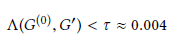 Λ(G⁽⁰⁾, G′) < τ ≈ 0.004